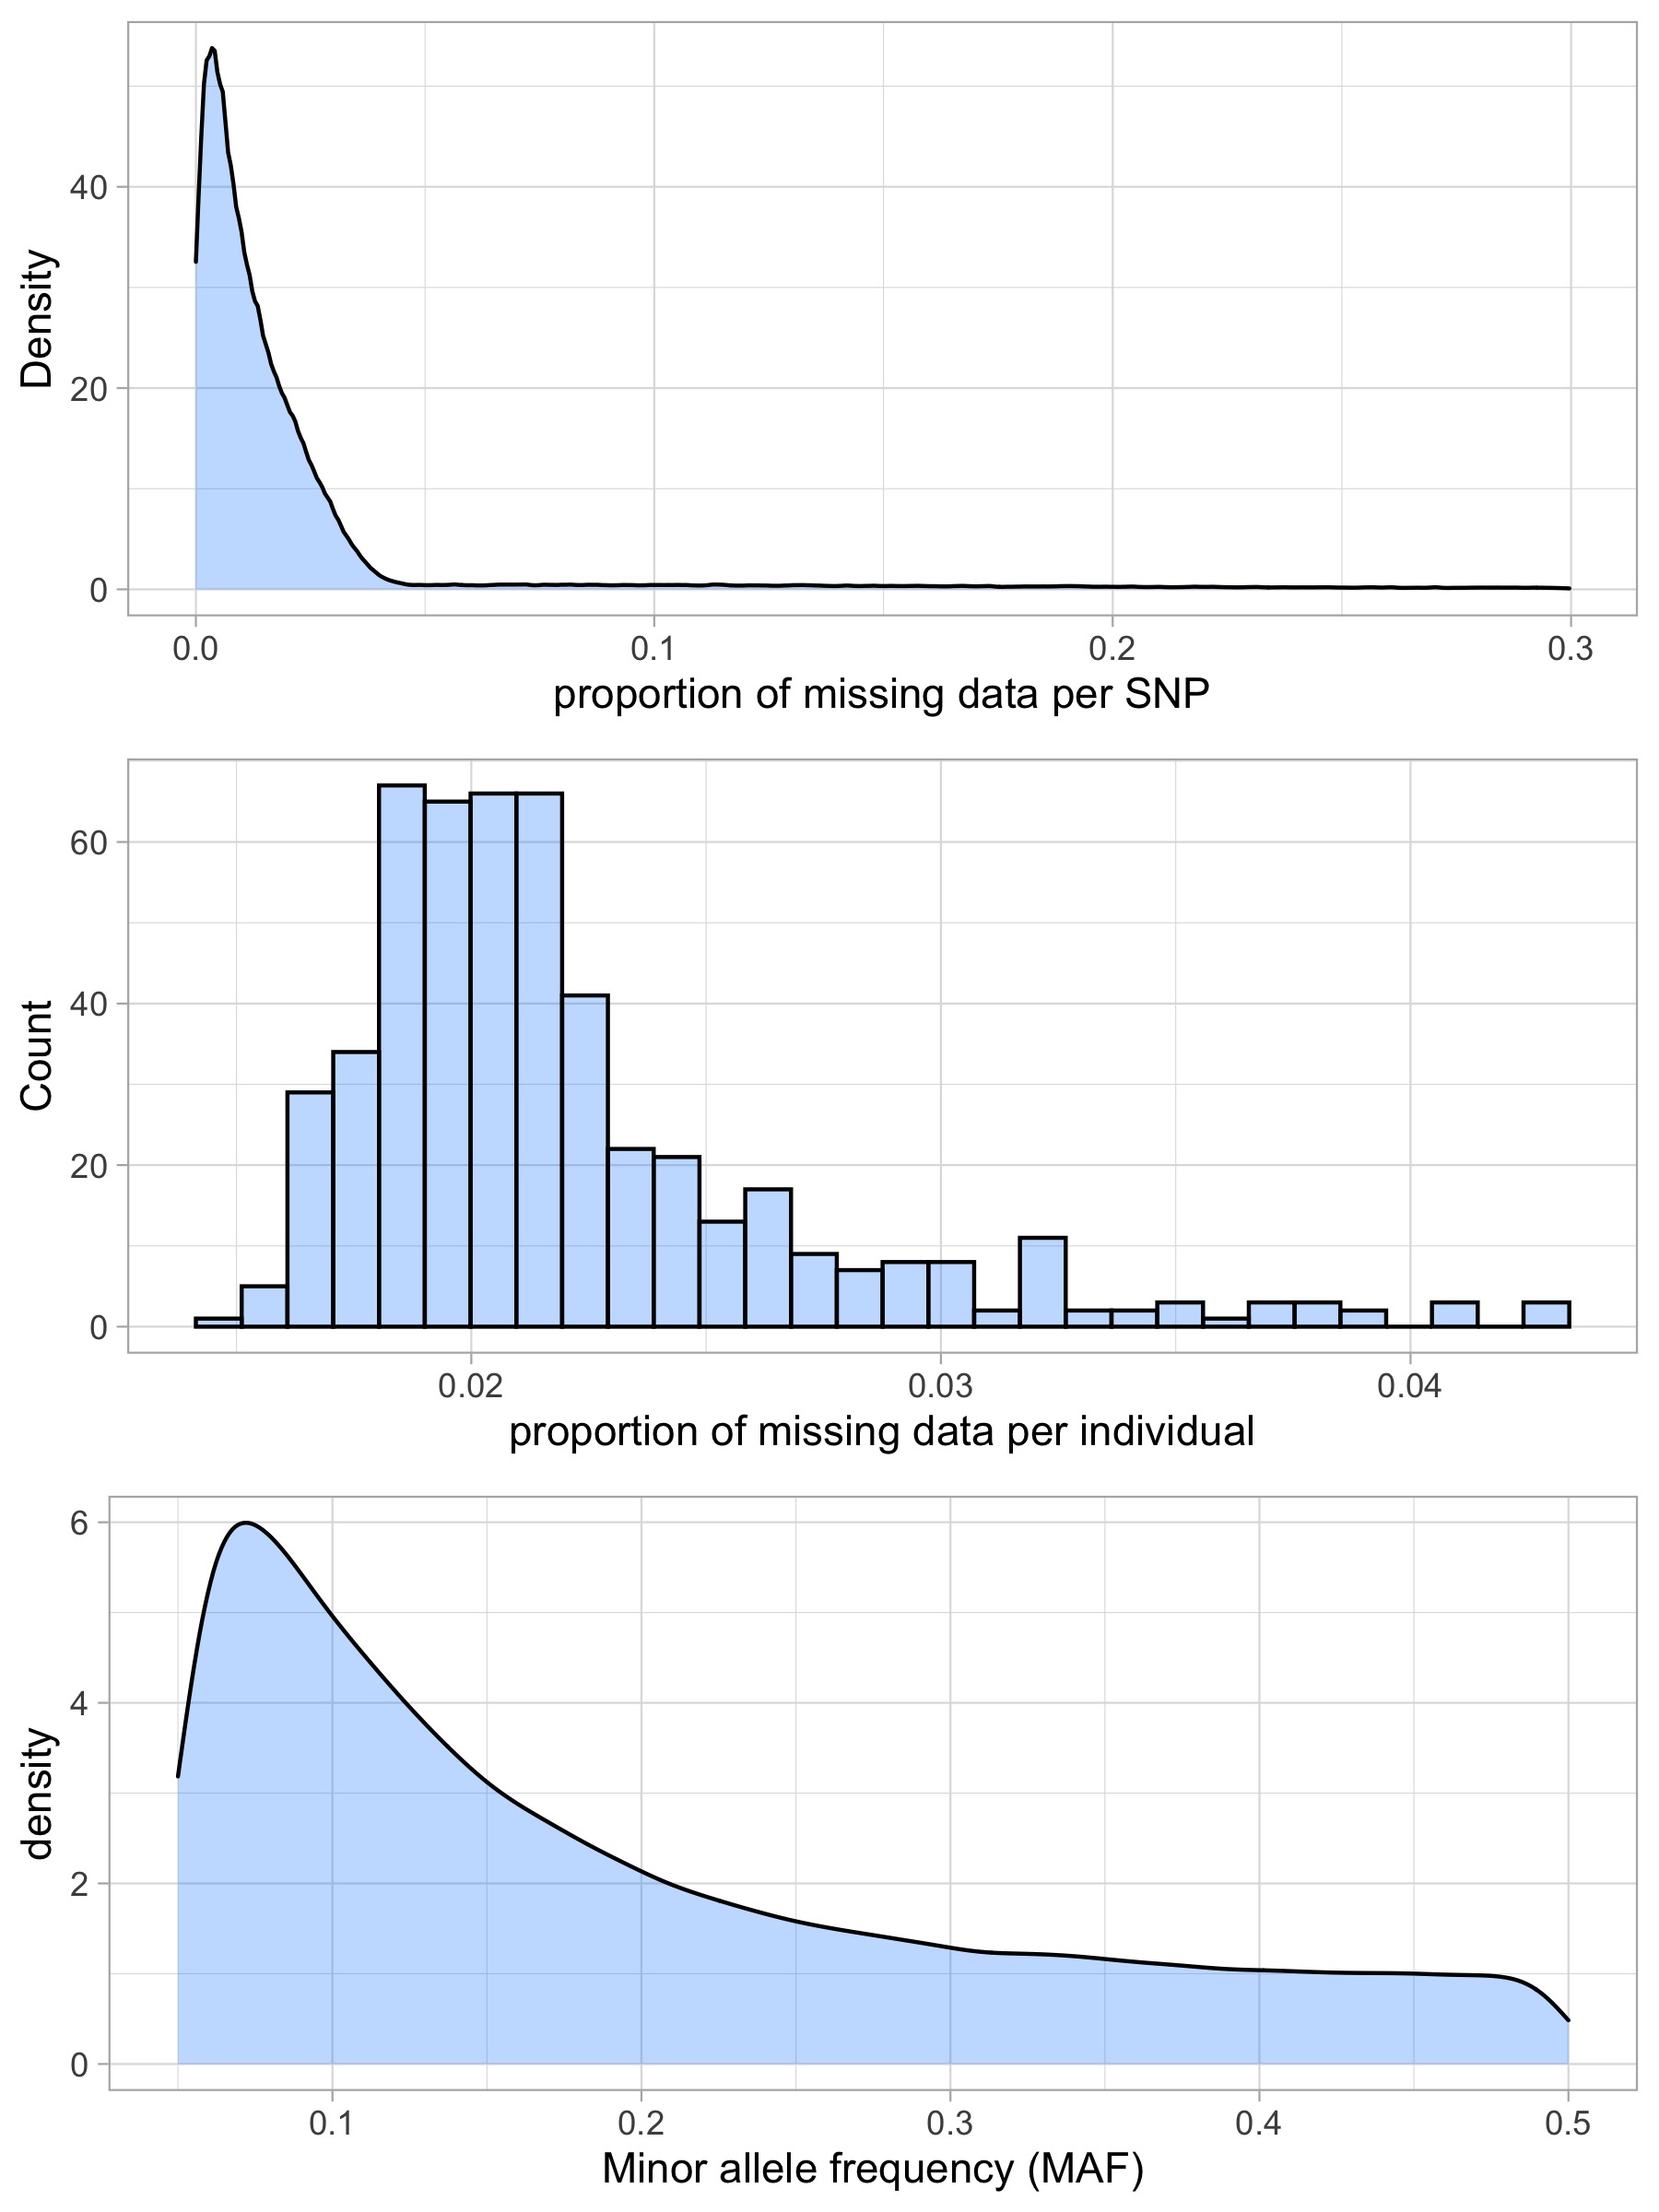 Density
40
20
0
0.0 0.1 0.2 0.3
proportion of missing data per SNP
Count
60
40
20
0
0.02 0.03 0.04
proportion of missing data per individual
density
6
4
2
0
0.1 0.2 0.3 0.4 0.5
Minor allele frequency (MAF)